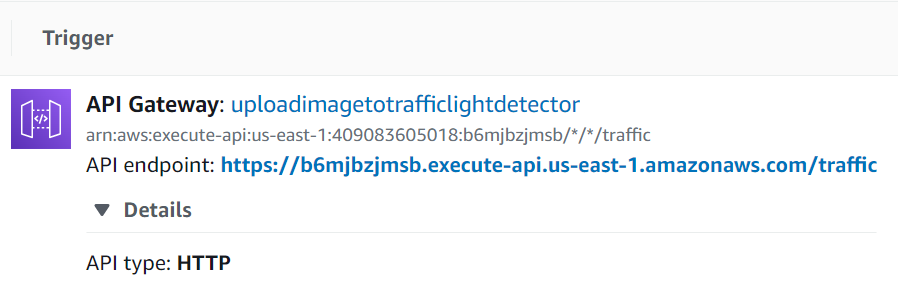 Trigger
API Gateway: uploadimagetotrafficlightdetector
arn:aws:execute-api:us-east-1:409083605018:b6mjbzjmsb/*/*/traffic
API endpoint: https://b6mjbzjmsb.execute-api.us-east-1.amazonaws.com/traffic
▼ Details
API type: HTTP